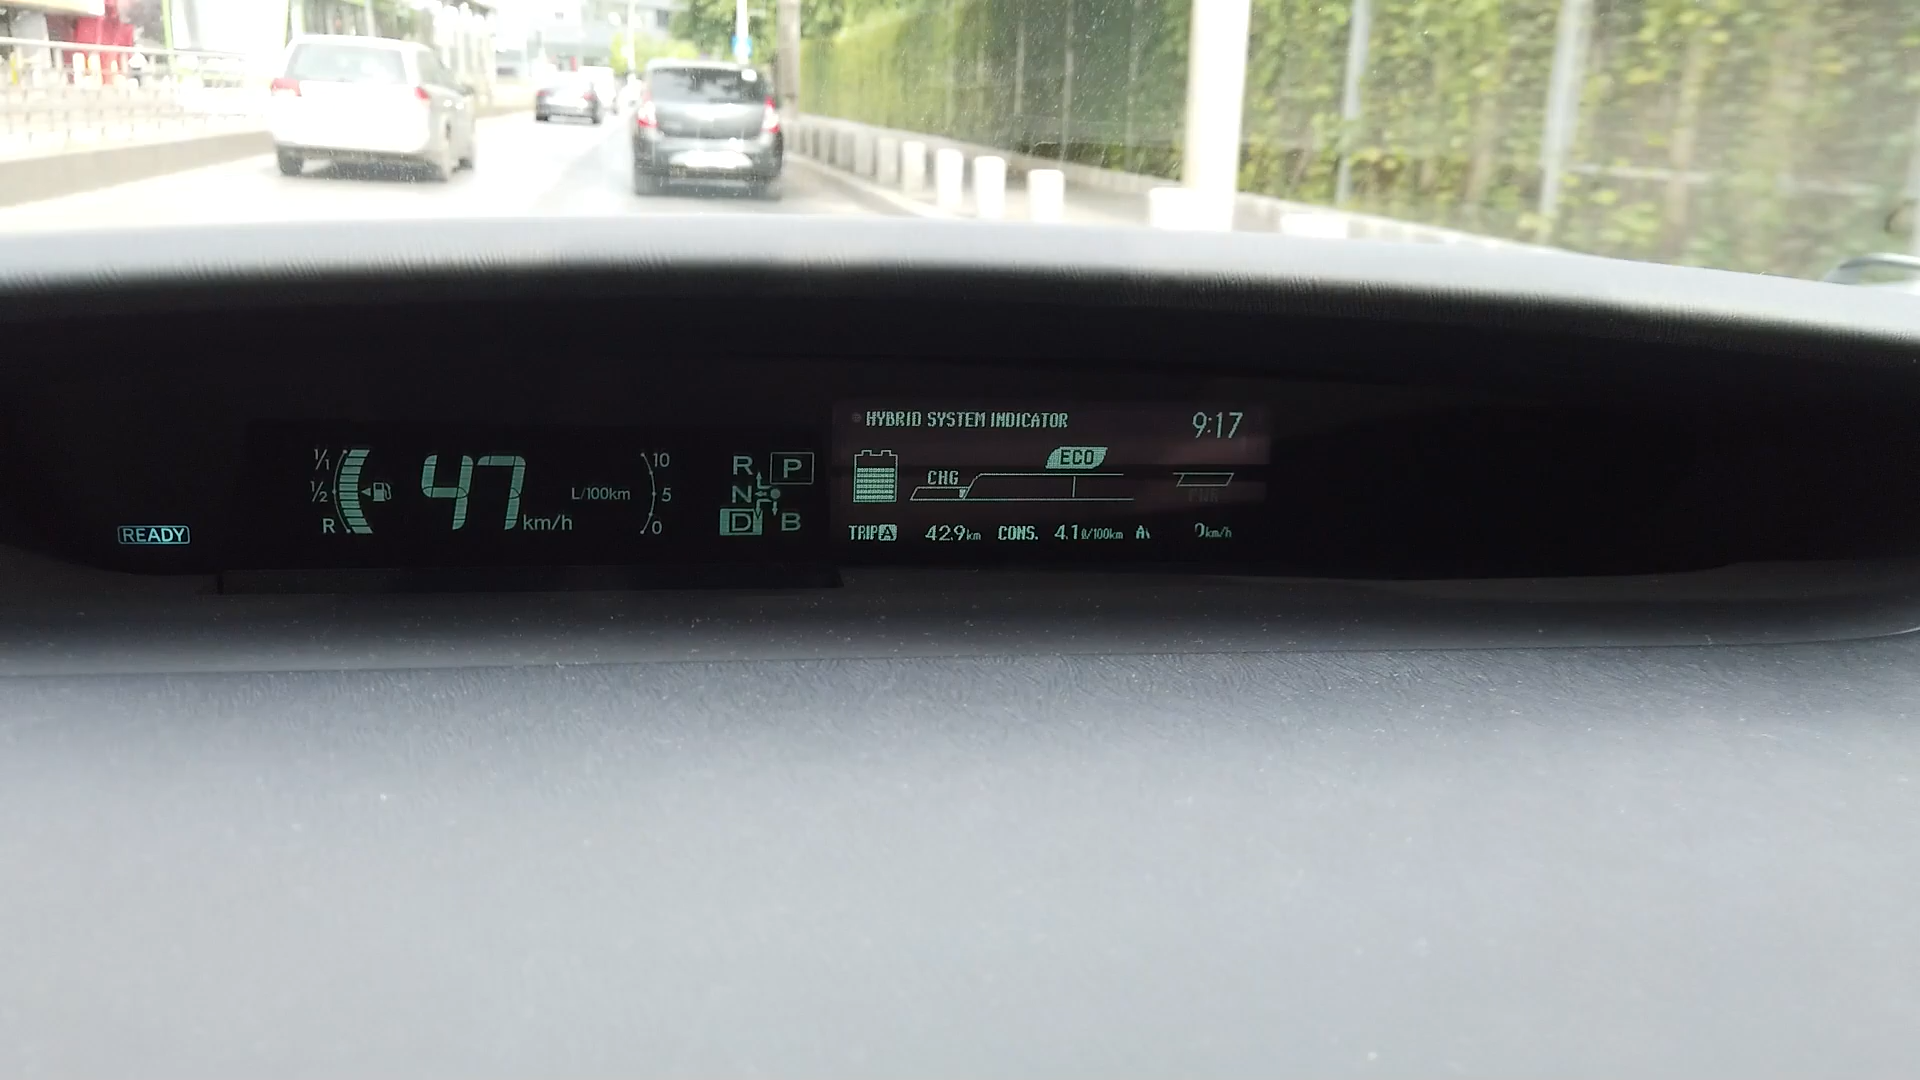 HYBRID SYSTEM INDICATOR 9:17
1/1 47 km/h 10
1/2 L/100km 5
R 0
R P
N
D B
ECO
CHG
PWR
READY
TRIP A 42.9km CONS. 4.1ℓ/100km km/h